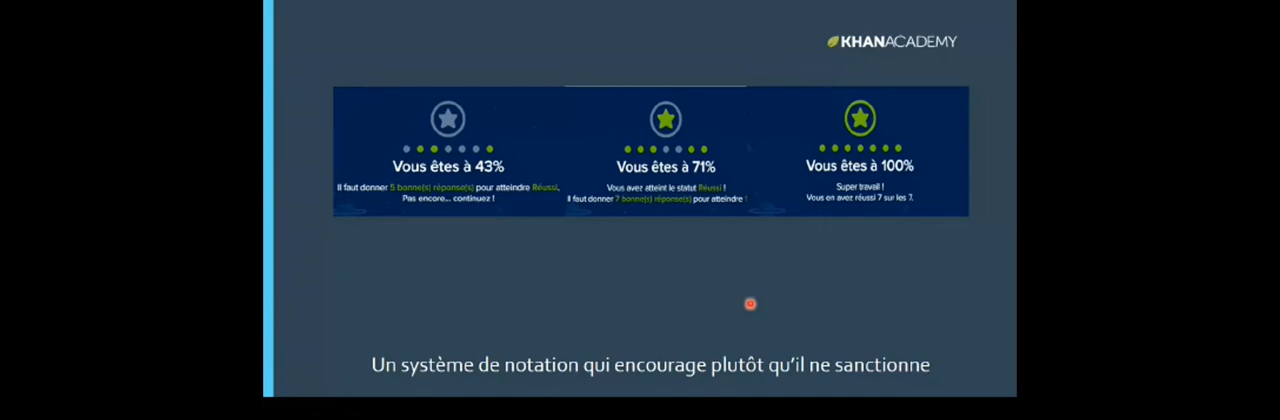 KHANACADEMY
Vous êtes à 43%
Il faut donner 5 bonne(s) réponse(s) pour atteindre Réussi.
Pas encore... continuez !
Vous êtes à 71%
Vous avez atteint le statut Réussi !
Il faut donner 7 bonne(s) réponse(s) pour atteindre
Vous êtes à 100%
Super travail !
Vous en avez réussi 7 sur les 7.
Un système de notation qui encourage plutôt qu'il ne sanctionne